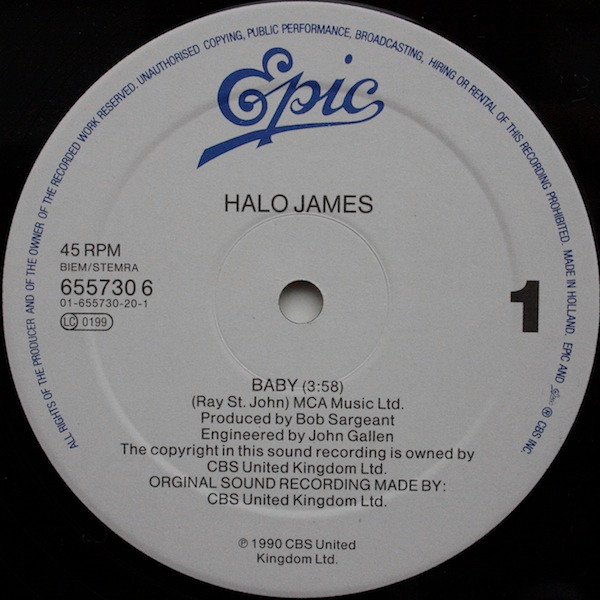 ALL RIGHTS OF THE PRODUCER AND OF THE OWNER OF THE RECORDED WORK RESERVED. UNAUTHORISED COPYING, PUBLIC PERFORMANCE, BROADCASTING, HIRING OR RENTAL OF THIS RECORDING PROHIBITED. MADE IN HOLLAND. EPIC AND ® CBS INC.
Epic
HALO JAMES
45 RPM
BIEM/STEMRA
655730 6
01-655730-20-1
LC 0199
1
BABY (3:58)
(Ray St. John) MCA Music Ltd.
Produced by Bob Sargeant
Engineered by John Gallen
The copyright in this sound recording is owned by
CBS United Kingdom Ltd.
ORGINAL SOUND RECORDING MADE BY:
CBS United Kingdom Ltd.
℗ 1990 CBS United
Kingdom Ltd.